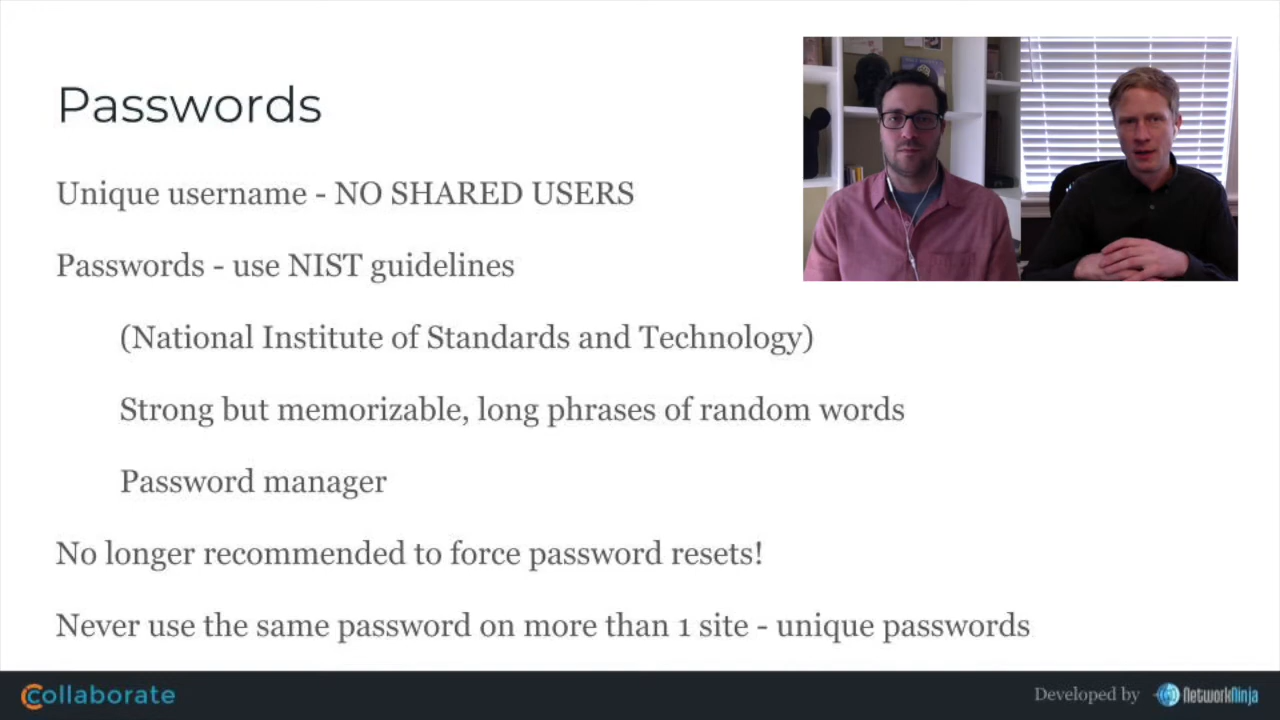 Passwords
Unique username - NO SHARED USERS
Passwords - use NIST guidelines
(National Institute of Standards and Technology)
Strong but memorizable, long phrases of random words
Password manager
No longer recommended to force password resets!
Never use the same password on more than 1 site - unique passwords
collaborate
Developed by NetworkNinja